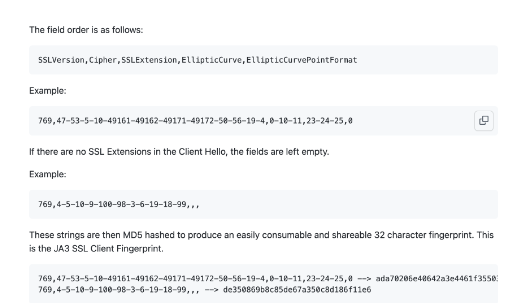 The field order is as follows:
SSLVersion,Cipher,SSLExtension,EllipticCurve,EllipticCurvePointFormat
Example:
769,47-53-5-10-49161-49162-49171-49172-50-56-19-4,0-10-11,23-24-25,0
If there are no SSL Extensions in the Client Hello, the fields are left empty.
Example:
769,4-5-10-9-100-98-3-6-19-18-99,,,
These strings are then MD5 hashed to produce an easily consumable and shareable 32 character fingerprint. This
is the JA3 SSL Client Fingerprint.
769,47-53-5-10-49161-49162-49171-49172-50-56-19-4,0-10-11,23-24-25,0 --> ada70206e40642a3e4461f35503
769,4-5-10-9-100-98-3-6-19-18-99,,, --> de350869b8c85de67a350c8d186f11e6